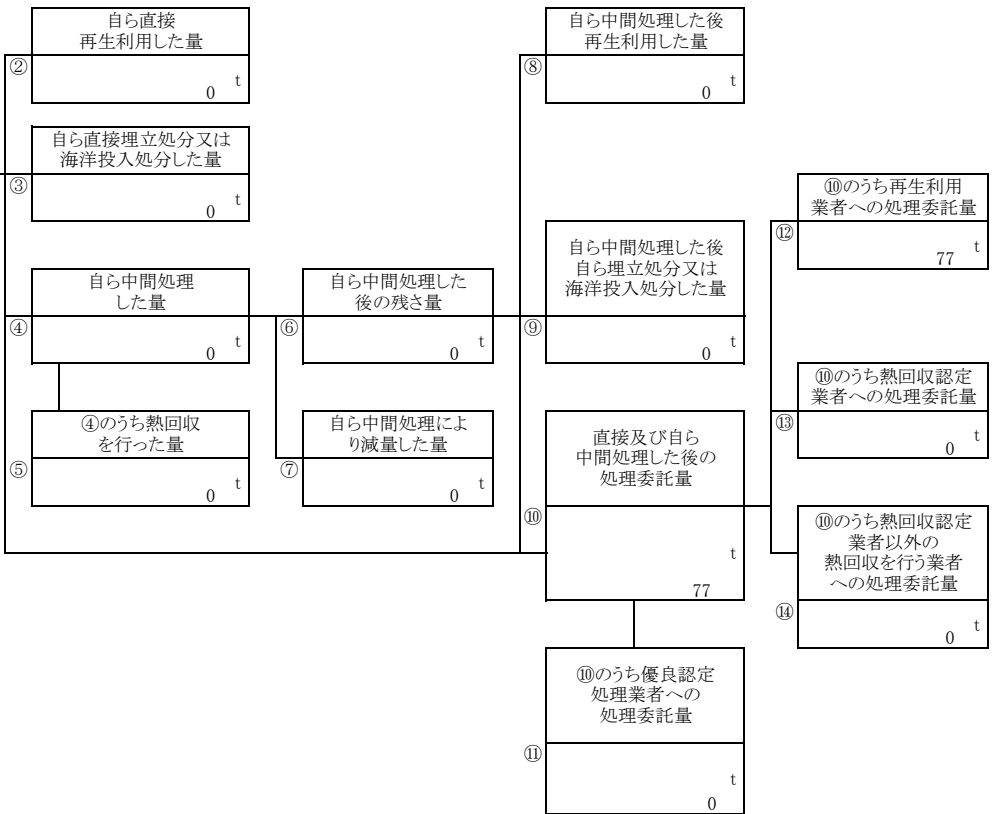 自ら直接
再生利用した量
②
t
0
自ら直接埋立処分又は
海洋投入処分した量
③
t
0
自ら中間処理
した量
④
t
0
④のうち熱回収
を行った量
⑤
t
0
自ら中間処理した
後の残さ量
⑥
t
0
自ら中間処理によ
り減量した量
⑦
t
0
自ら中間処理した後
再生利用した量
⑧
t
0
自ら中間処理した後
自ら埋立処分又は
海洋投入処分した量
⑨
t
0
直接及び自ら
中間処理した後の
処理委託量
⑩
t
77
⑩のうち優良認定
処理業者への
処理委託量
⑪
t
0
⑩のうち再生利用
業者への処理委託量
⑫
t
77
⑩のうち熱回収認定
業者への処理委託量
⑬
t
0
⑩のうち熱回収認定
業者以外の
熱回収を行う業者
への処理委託量
⑭
t
0